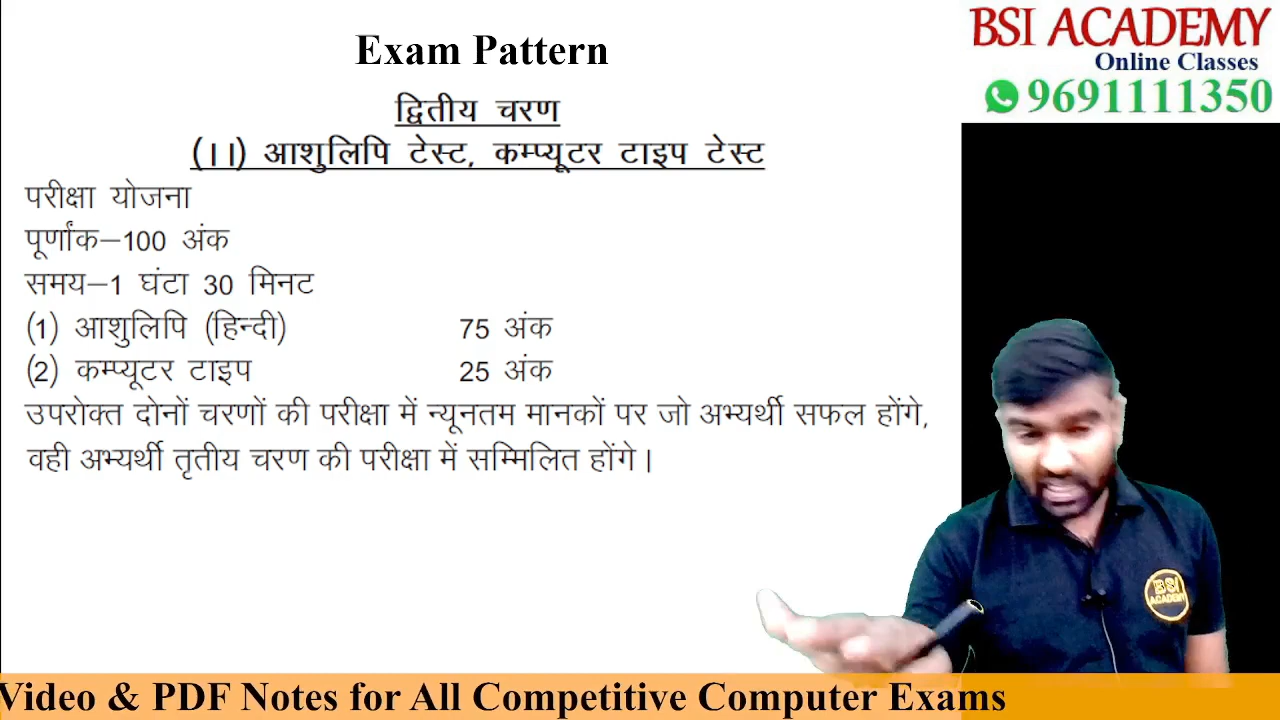 Exam Pattern
BSI ACADEMY
Online Classes
9691111350
द्वितीय चरण
(।।) आशुलिपि टेस्ट, कम्प्यूटर टाइप टेस्ट
परीक्षा योजना
पूर्णांक–100 अंक
समय–1 घंटा 30 मिनट
(1) आशुलिपि (हिन्दी) 75 अंक
(2) कम्प्यूटर टाइप 25 अंक
उपरोक्त दोनों चरणों की परीक्षा में न्यूनतम मानकों पर जो अभ्यर्थी सफल होंगे,
वही अभ्यर्थी तृतीय चरण की परीक्षा में सम्मिलित होंगे।
BSI
ACADEMY
Video & PDF Notes for All Competitive Computer Exams